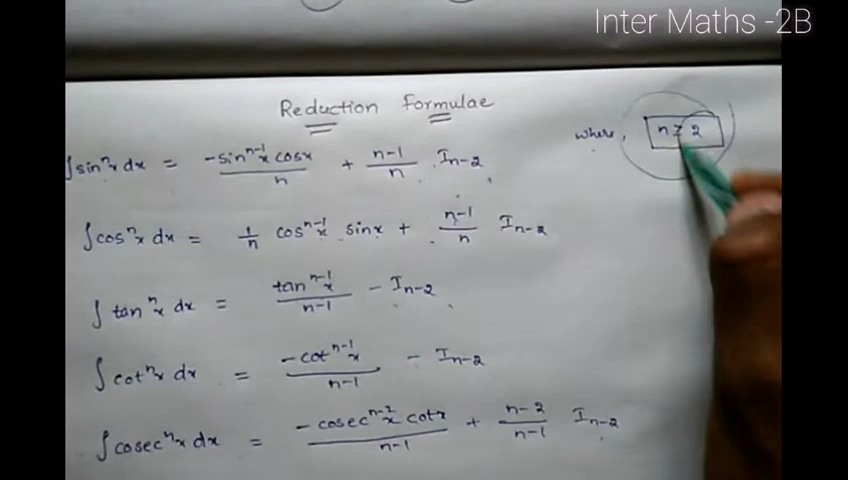 Inter Maths -2B
Reduction Formulae
where, n ≥ 2
∫sinⁿx dx = -sinⁿ⁻¹x cosx / n + n-1/n Iₙ₋₂
∫cosⁿx dx = 1/n cosⁿ⁻¹x sinx + n-1/n Iₙ₋₂
∫tanⁿx dx = tanⁿ⁻¹x / n-1 - Iₙ₋₂
∫cotⁿx dx = -cotⁿ⁻¹x / n-1 - Iₙ₋₂
∫cosecⁿx dx = -cosecⁿ⁻²x cotx / n-1 + n-2/n-1 Iₙ₋₂